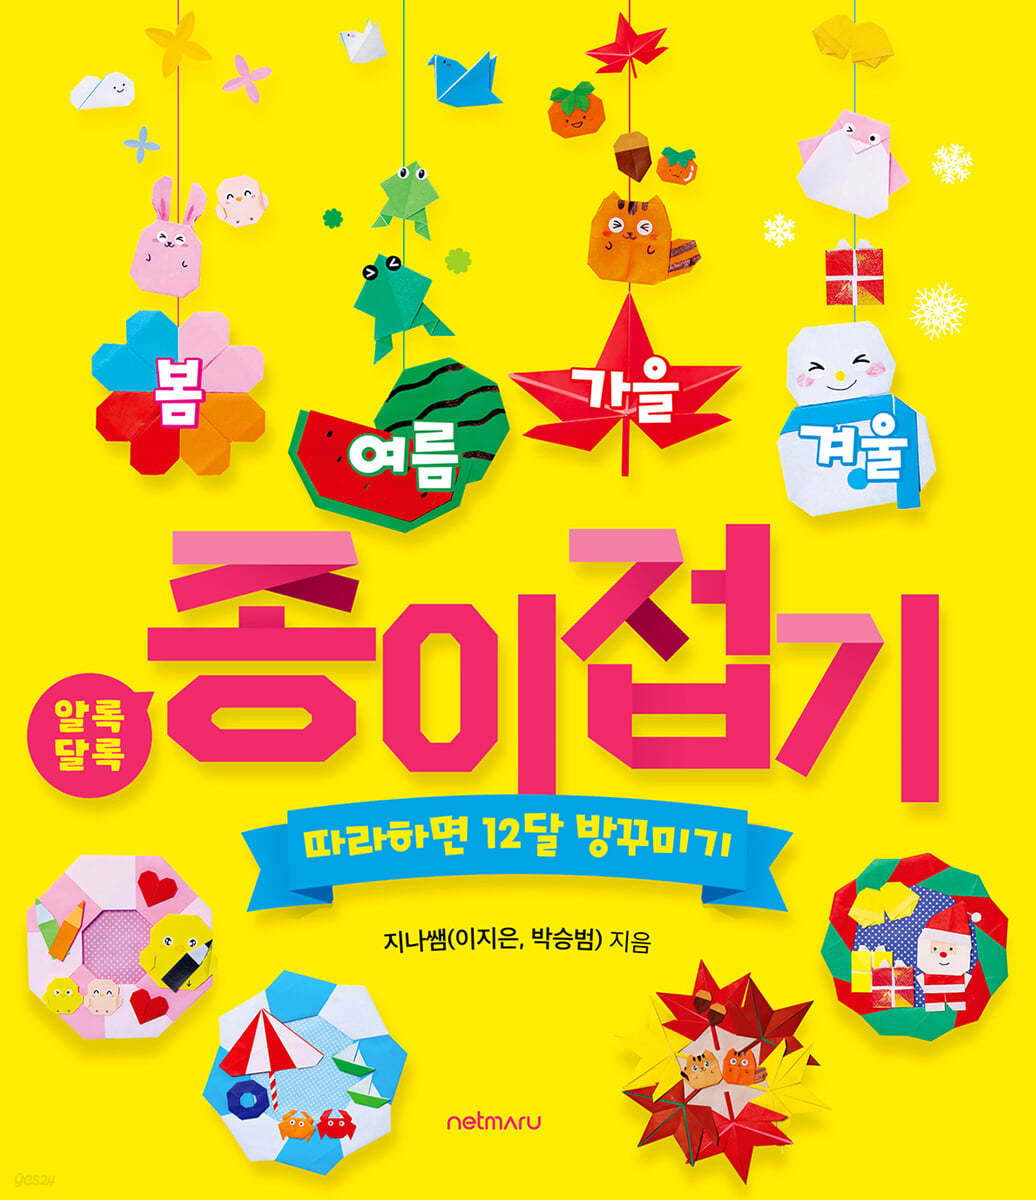 봄
여름
가을
겨울
종이접기
알록
달록
따라하면 12달 방꾸미기
지나쌤(이지은, 박승범) 지음
netmaru
yes24